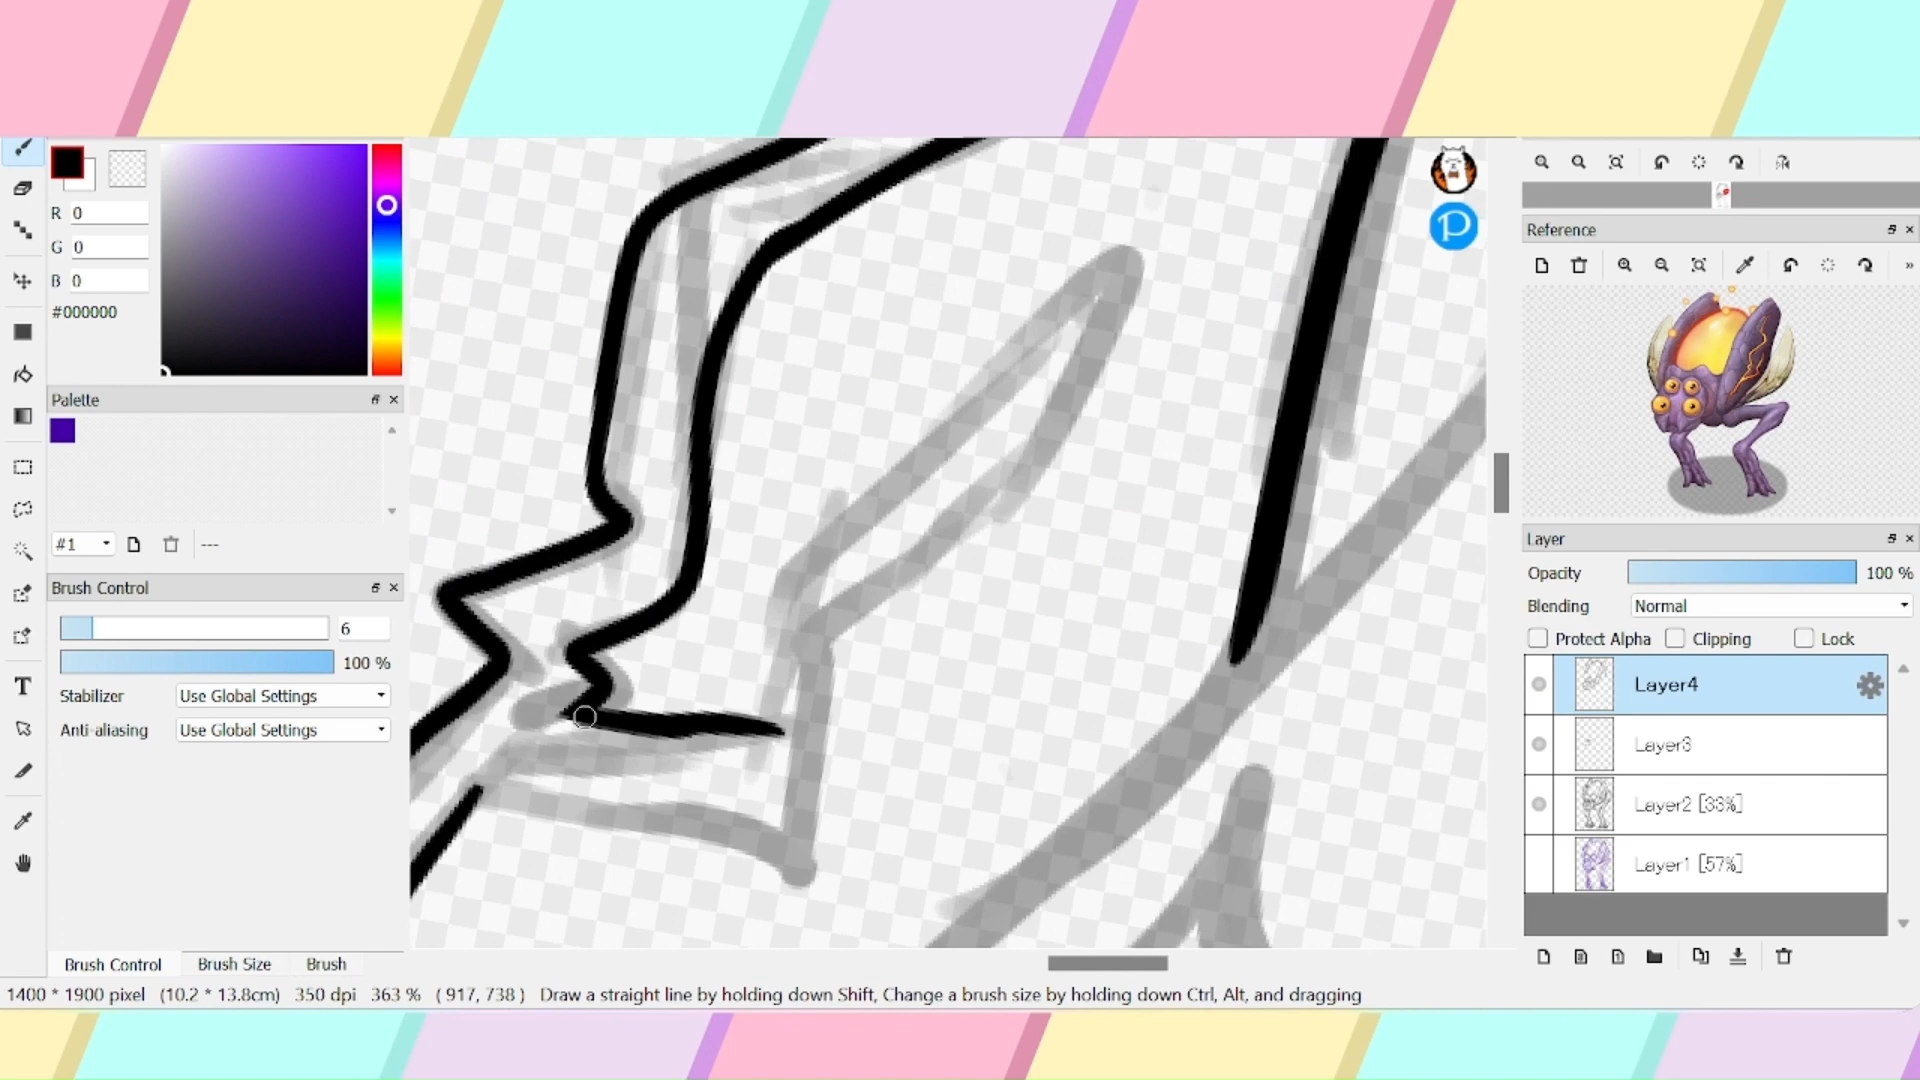 R 0
G 0
B 0
#000000
Palette
#1
---
Brush Control
6
100 %
Stabilizer Use Global Settings
Anti-aliasing Use Global Settings
Brush Control Brush Size Brush
1400 * 1900 pixel (10.2 * 13.8cm) 350 dpi 363 % ( 917, 738 ) Draw a straight line by holding down Shift, Change a brush size by holding down Ctrl, Alt, and dragging
P
Reference
»
Layer
Opacity 100 %
Blending Normal
Protect Alpha Clipping Lock
Layer4
Layer3
Layer2 [33%]
Layer1 [57%]